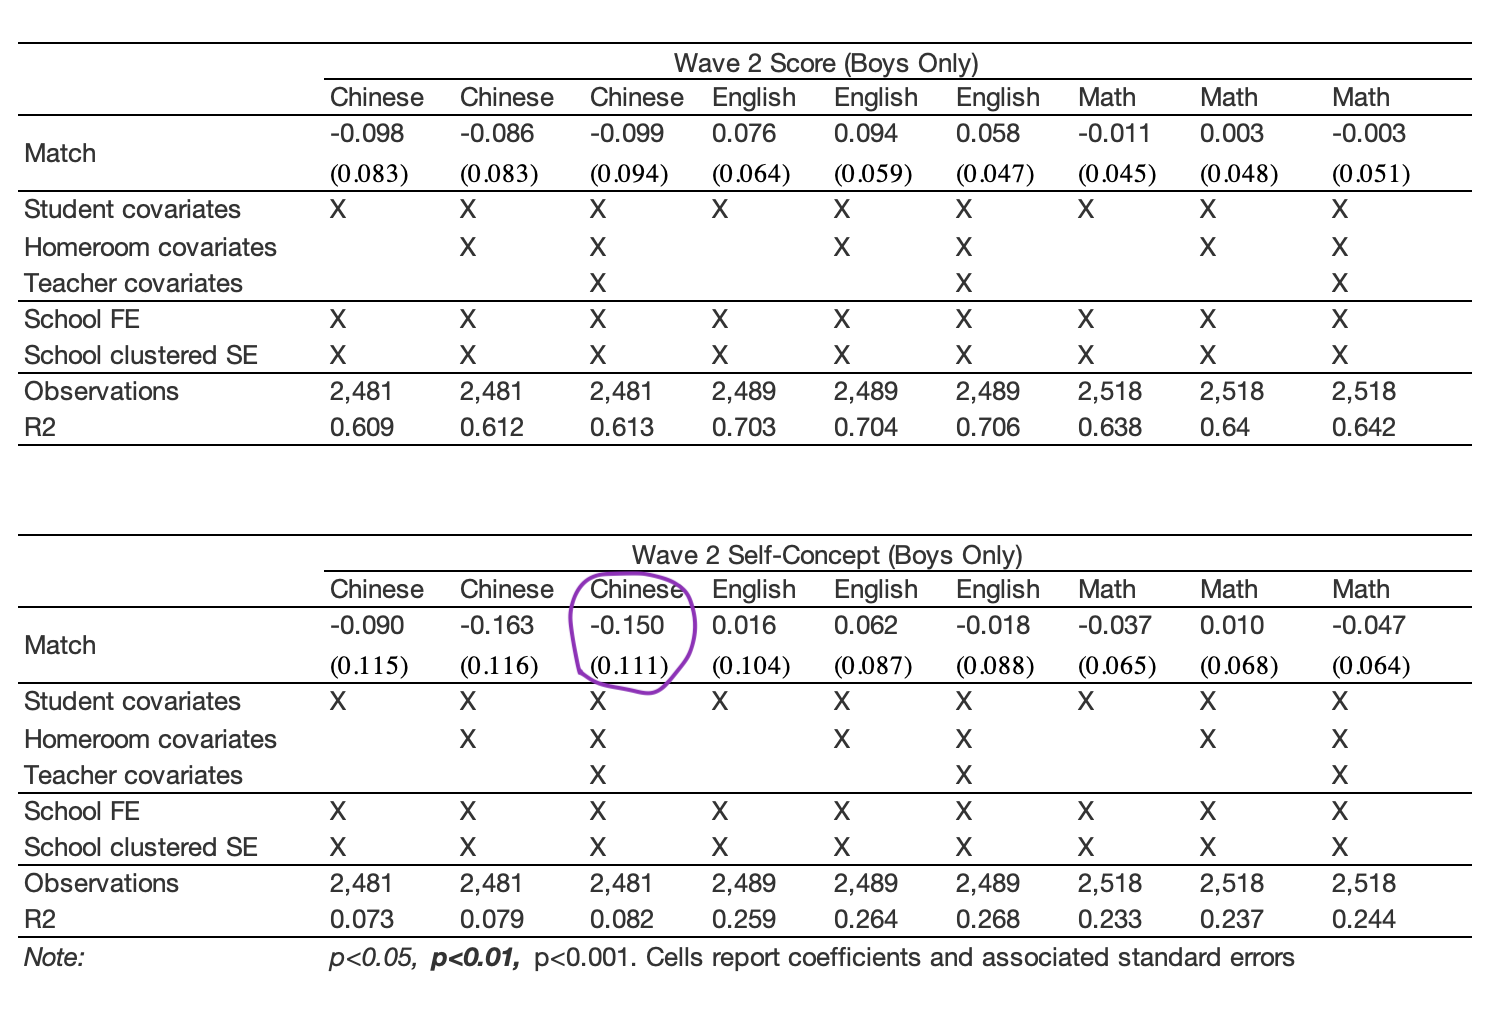 Wave 2 Score (Boys Only)
Chinese Chinese Chinese English English English Math Math Math
Match -0.098 -0.086 -0.099 0.076 0.094 0.058 -0.011 0.003 -0.003
(0.083) (0.083) (0.094) (0.064) (0.059) (0.047) (0.045) (0.048) (0.051)
Student covariates X X X X X X X X X
Homeroom covariates X X X X X X
Teacher covariates X X X
School FE X X X X X X X X X
School clustered SE X X X X X X X X X
Observations 2,481 2,481 2,481 2,489 2,489 2,489 2,518 2,518 2,518
R2 0.609 0.612 0.613 0.703 0.704 0.706 0.638 0.64 0.642
Wave 2 Self-Concept (Boys Only)
Chinese Chinese Chinese English English English Math Math Math
Match -0.090 -0.163 -0.150 0.016 0.062 -0.018 -0.037 0.010 -0.047
(0.115) (0.116) (0.111) (0.104) (0.087) (0.088) (0.065) (0.068) (0.064)
Student covariates X X X X X X X X X
Homeroom covariates X X X X X X
Teacher covariates X X X
School FE X X X X X X X X X
School clustered SE X X X X X X X X X
Observations 2,481 2,481 2,481 2,489 2,489 2,489 2,518 2,518 2,518
R2 0.073 0.079 0.082 0.259 0.264 0.268 0.233 0.237 0.244
Note: p<0.05, p<0.01, p<0.001. Cells report coefficients and associated standard errors